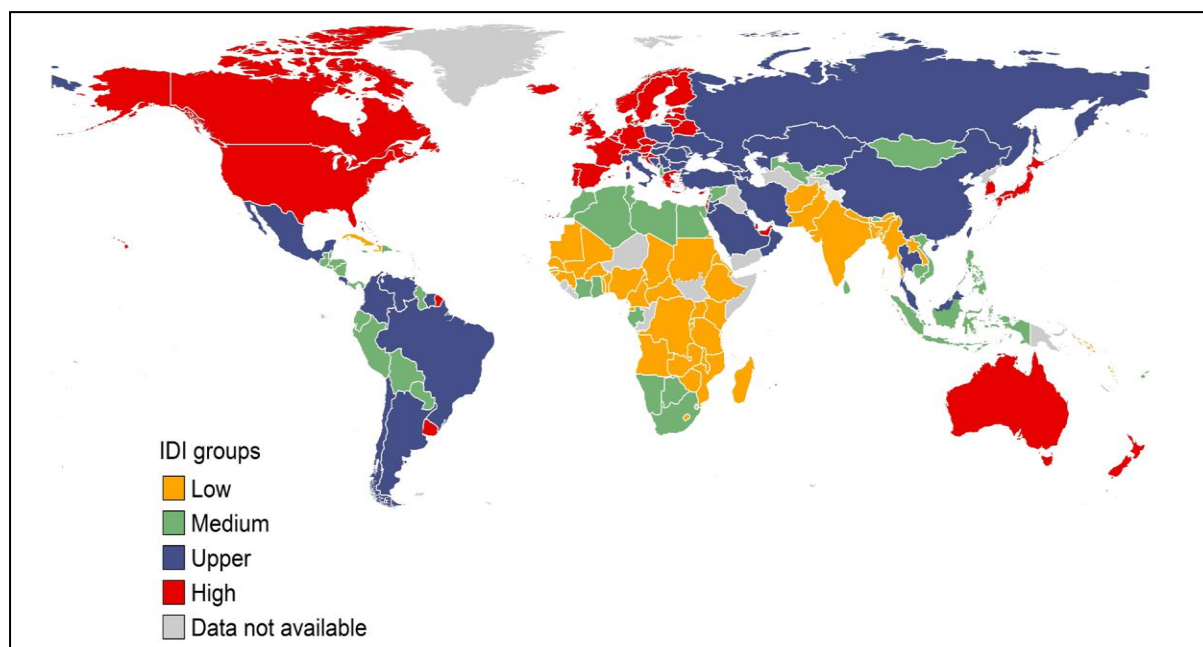 IDI groups
Low
Medium
Upper
High
Data not available